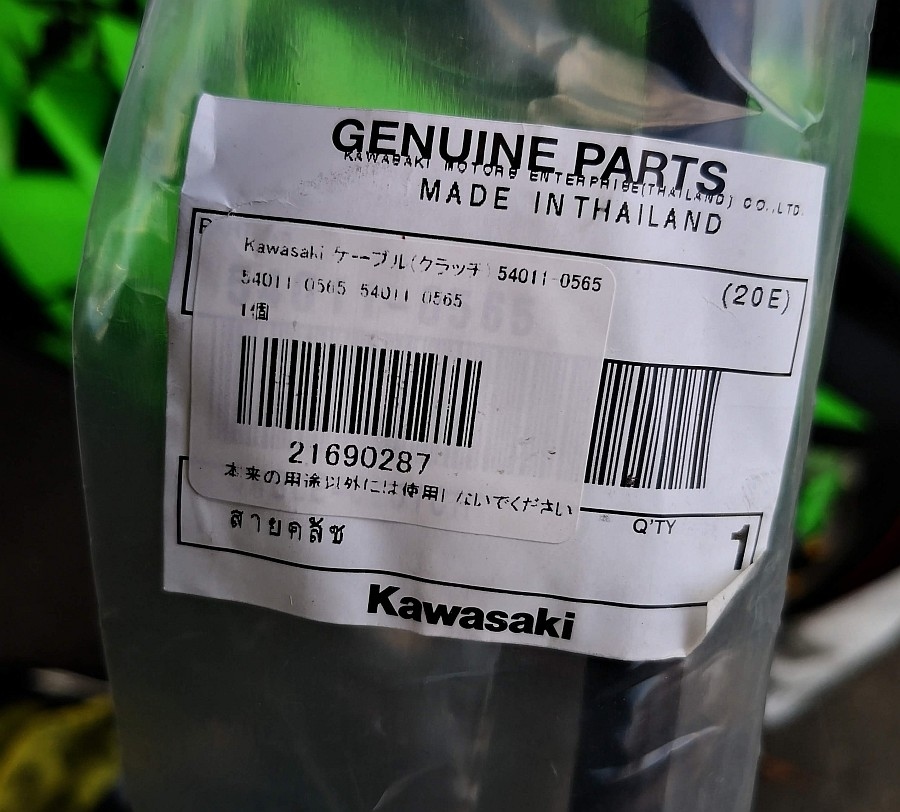 GENUINE PARTS
KAWASAKI MOTORS ENTERPRISE(THAILAND) CO.,LTD.
MADE IN THAILAND
(20E)
Kawasaki ケーブル(クラッチ) 54011-0565
54011-0565 54011-0565
1個
21690287
本来の用途以外には使用しないでください
สายคลัช
Q'TY
1
Kawasaki